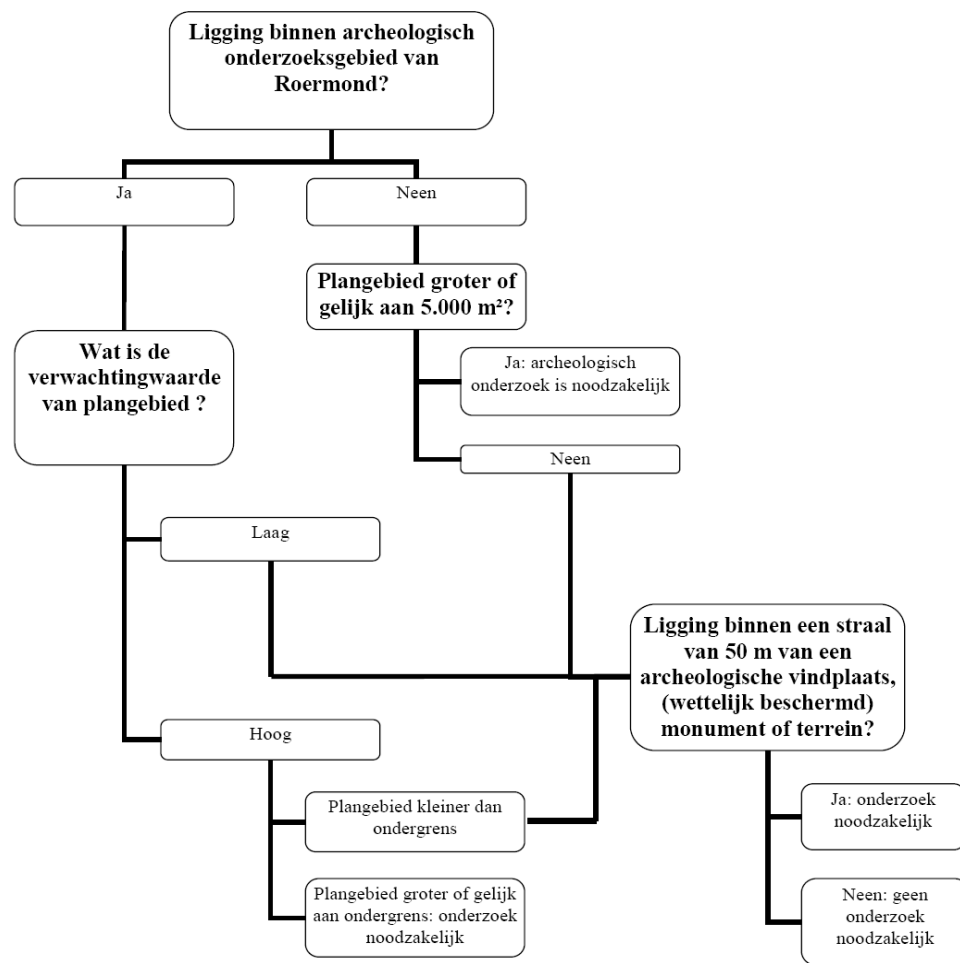 Ligging binnen archeologisch
onderzoeksgebied van
Roermond?
Ja
Neen
Plangebied groter of
gelijk aan 5.000 m²?
Wat is de
verwachtingwaarde
van plangebied ?
Ja: archeologisch
onderzoek is noodzakelijk
Neen
Laag
Ligging binnen een straal
van 50 m van een
archeologische vindplaats,
(wettelijk beschermd)
monument of terrein?
Hoog
Plangebied kleiner dan
ondergrens
Ja: onderzoek
noodzakelijk
Plangebied groter of gelijk
aan ondergrens: onderzoek
noodzakelijk
Neen: geen
onderzoek
noodzakelijk